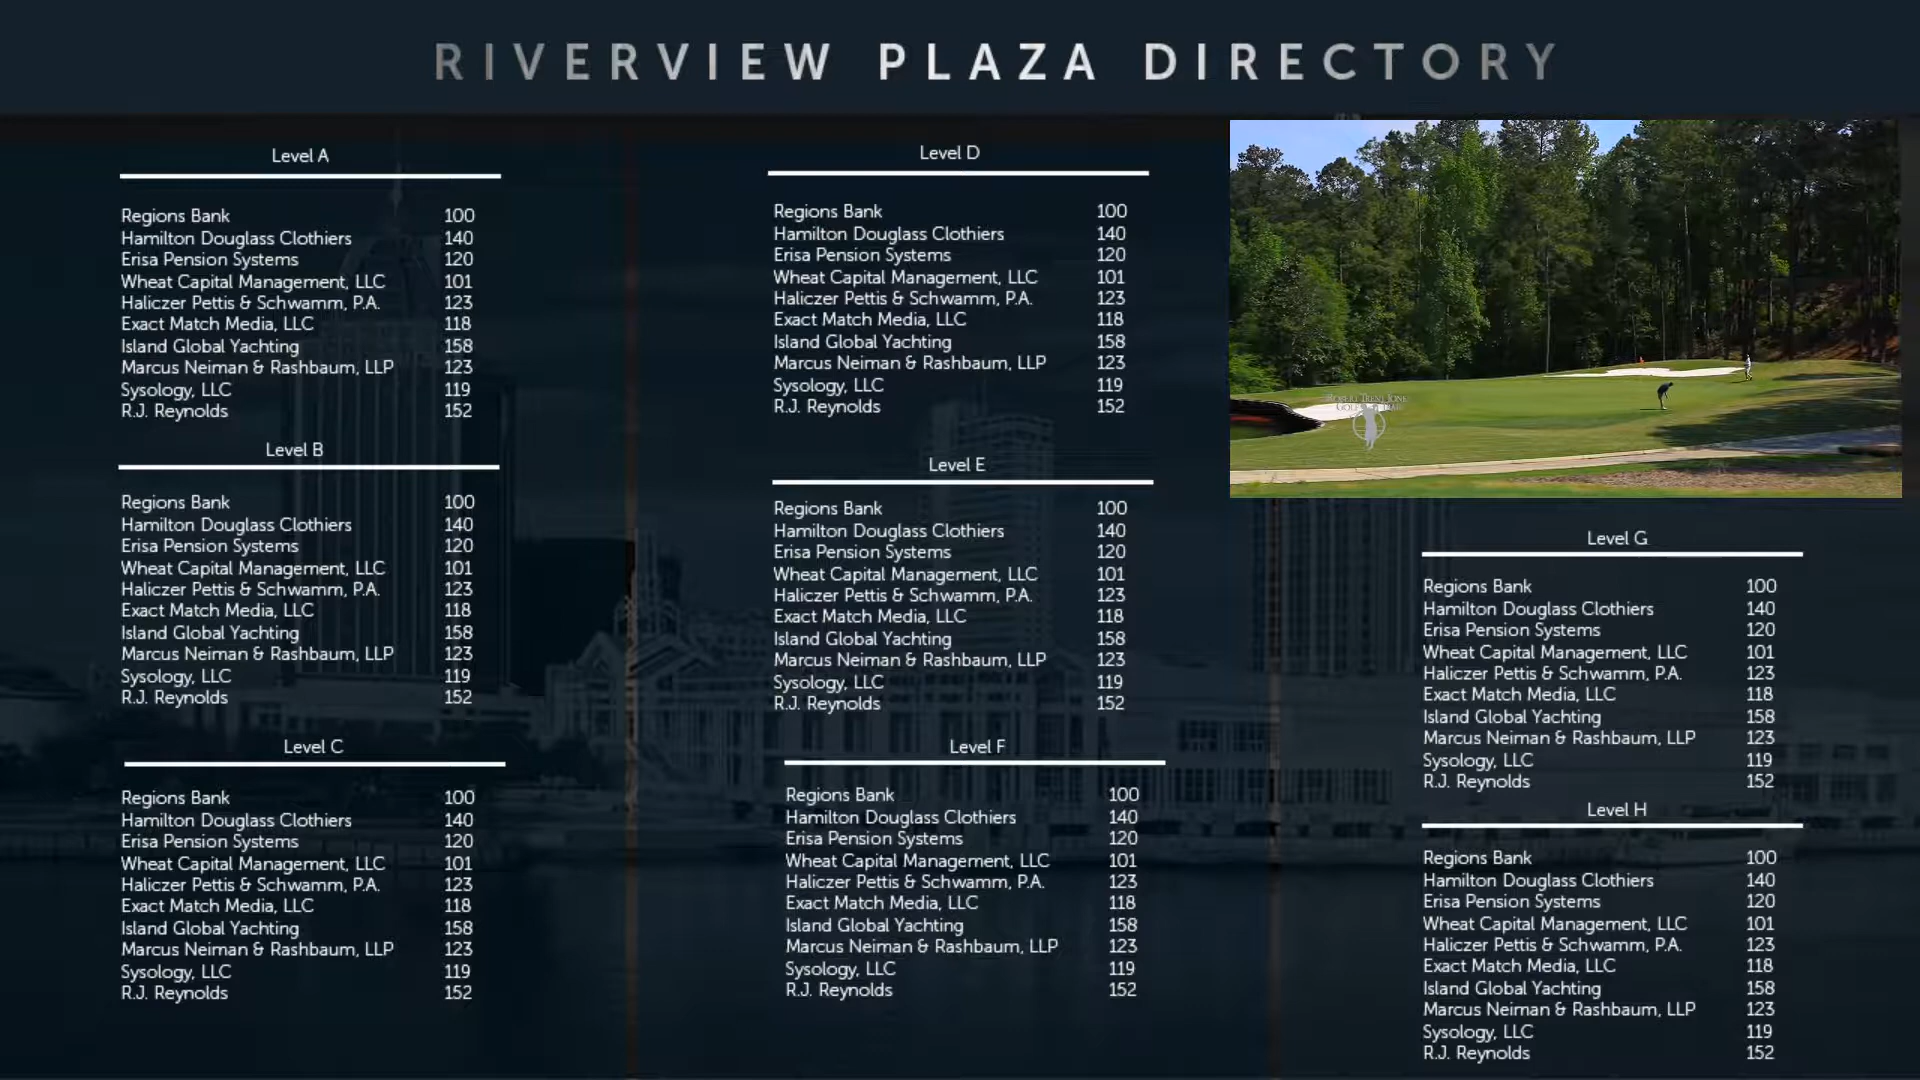 RIVERVIEW PLAZA DIRECTORY
Level A
Regions Bank 100
Hamilton Douglass Clothiers 140
Erisa Pension Systems 120
Wheat Capital Management, LLC 101
Haliczer Pettis & Schwamm, P.A. 123
Exact Match Media, LLC 118
Island Global Yachting 158
Marcus Neiman & Rashbaum, LLP 123
Sysology, LLC 119
R.J. Reynolds 152
Level B
Regions Bank 100
Hamilton Douglass Clothiers 140
Erisa Pension Systems 120
Wheat Capital Management, LLC 101
Haliczer Pettis & Schwamm, P.A. 123
Exact Match Media, LLC 118
Island Global Yachting 158
Marcus Neiman & Rashbaum, LLP 123
Sysology, LLC 119
R.J. Reynolds 152
Level C
Regions Bank 100
Hamilton Douglass Clothiers 140
Erisa Pension Systems 120
Wheat Capital Management, LLC 101
Haliczer Pettis & Schwamm, P.A. 123
Exact Match Media, LLC 118
Island Global Yachting 158
Marcus Neiman & Rashbaum, LLP 123
Sysology, LLC 119
R.J. Reynolds 152
Level D
Regions Bank 100
Hamilton Douglass Clothiers 140
Erisa Pension Systems 120
Wheat Capital Management, LLC 101
Haliczer Pettis & Schwamm, P.A. 123
Exact Match Media, LLC 118
Island Global Yachting 158
Marcus Neiman & Rashbaum, LLP 123
Sysology, LLC 119
R.J. Reynolds 152
Level E
Regions Bank 100
Hamilton Douglass Clothiers 140
Erisa Pension Systems 120
Wheat Capital Management, LLC 101
Haliczer Pettis & Schwamm, P.A. 123
Exact Match Media, LLC 118
Island Global Yachting 158
Marcus Neiman & Rashbaum, LLP 123
Sysology, LLC 119
R.J. Reynolds 152
Level F
Regions Bank 100
Hamilton Douglass Clothiers 140
Erisa Pension Systems 120
Wheat Capital Management, LLC 101
Haliczer Pettis & Schwamm, P.A. 123
Exact Match Media, LLC 118
Island Global Yachting 158
Marcus Neiman & Rashbaum, LLP 123
Sysology, LLC 119
R.J. Reynolds 152
ROBERT TRENT JONES
GOLF
Level G
Regions Bank 100
Hamilton Douglass Clothiers 140
Erisa Pension Systems 120
Wheat Capital Management, LLC 101
Haliczer Pettis & Schwamm, P.A. 123
Exact Match Media, LLC 118
Island Global Yachting 158
Marcus Neiman & Rashbaum, LLP 123
Sysology, LLC 119
R.J. Reynolds 152
Level H
Regions Bank 100
Hamilton Douglass Clothiers 140
Erisa Pension Systems 120
Wheat Capital Management, LLC 101
Haliczer Pettis & Schwamm, P.A. 123
Exact Match Media, LLC 118
Island Global Yachting 158
Marcus Neiman & Rashbaum, LLP 123
Sysology, LLC 119
R.J. Reynolds 152